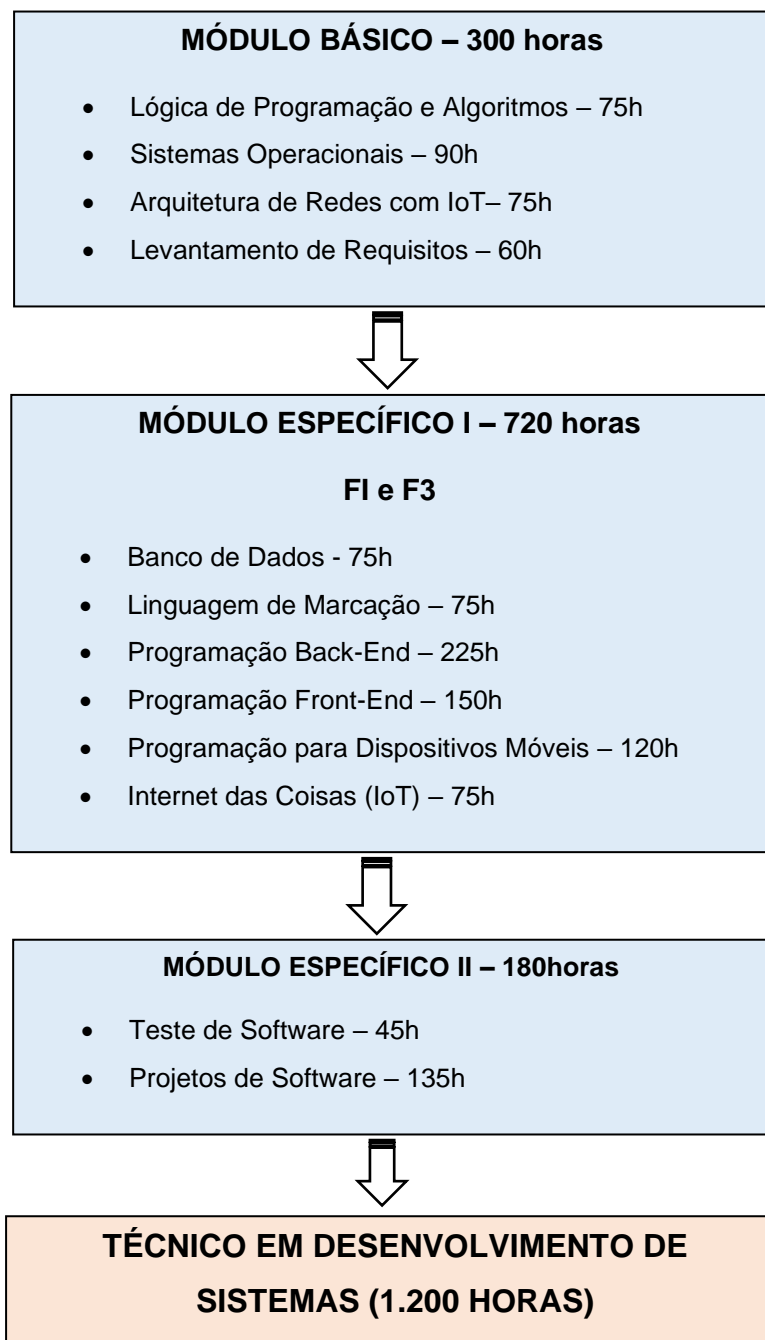 MÓDULO BÁSICO – 300 horas
• Lógica de Programação e Algoritmos – 75h
• Sistemas Operacionais – 90h
• Arquitetura de Redes com IoT– 75h
• Levantamento de Requisitos – 60h
MÓDULO ESPECÍFICO I – 720 horas
FI e F3
• Banco de Dados - 75h
• Linguagem de Marcação – 75h
• Programação Back-End – 225h
• Programação Front-End – 150h
• Programação para Dispositivos Móveis – 120h
• Internet das Coisas (IoT) – 75h
MÓDULO ESPECÍFICO II – 180horas
• Teste de Software – 45h
• Projetos de Software – 135h
TÉCNICO EM DESENVOLVIMENTO DE
SISTEMAS (1.200 HORAS)